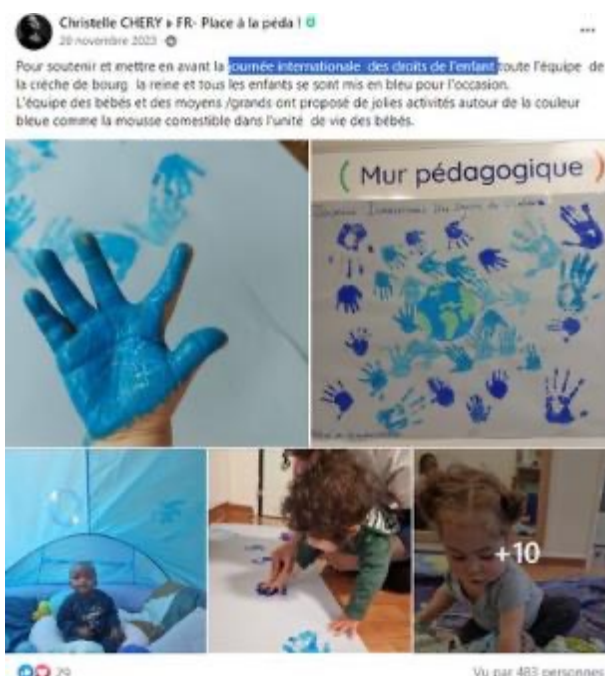 Christelle CHERY ▸ FR- Place à la péda !
20 novembre 2023
Pour soutenir et mettre en avant la journée internationale des droits de l'enfant toute l'équipe de
la crèche de bourg la reine et tous les enfants se sont mis en bleu pour l'occasion.
L'équipe des bébés et des moyens /grands ont proposé de jolies activités autour de la couleur
bleue comme la mousse comestible dans l'unité de vie des bébés.
( Mur pédagogique )
+10
29
Vu par 483 personnes